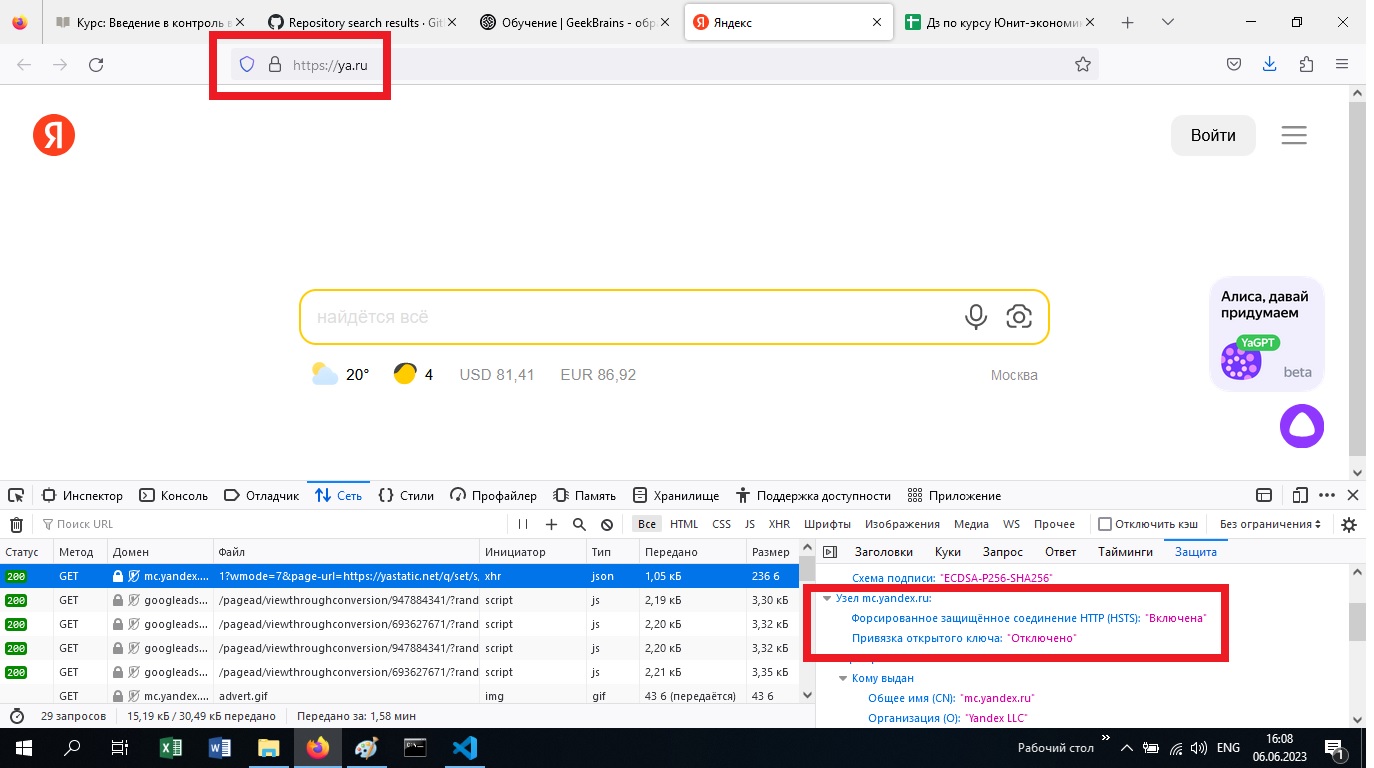 Курс: Введение в контроль в
Repository search results · Git
Обучение | GeekBrains - обр
Яндекс
Дз по курсу Юнит-экономик
https://ya.ru
Я
Войти
найдётся всё
Алиса, давай
придумаем
YaGPT
beta
20°
4
USD 81,41
EUR 86,92
Москва
Инспектор
Консоль
Отладчик
Сеть
Стили
Профайлер
Память
Хранилище
Поддержка доступности
Приложение
Поиск URL
Все
HTML
CSS
JS
XHR
Шрифты
Изображения
Медиа
WS
Прочее
Отключить кэш
Без ограничения
Статус Метод Домен Файл Инициатор Тип Передано Размер
200 GET mc.yandex.... 1?wmode=7&page-url=https://yastatic.net/q/set/s, xhr json 1,05 кБ 236 б
200 GET googleads... /pagead/viewthroughconversion/947884341/?rand script js 2,19 кБ 3,30 кБ
200 GET googleads... /pagead/viewthroughconversion/693627671/?rand script js 2,20 кБ 3,32 кБ
200 GET googleads... /pagead/viewthroughconversion/947884341/?rand script js 2,20 кБ 3,32 кБ
200 GET googleads... /pagead/viewthroughconversion/693627671/?rand script js 2,21 кБ 3,35 кБ
GET mc.yandex.... advert.gif img gif 43 б (передаётся) 43 б
29 запросов
15,19 кБ / 30,49 кБ передано
Передано за: 1,58 мин
Заголовки
Куки
Запрос
Ответ
Тайминги
Защита
Схема подписи: "ECDSA-P256-SHA256"
Узел mc.yandex.ru:
Форсированное защищённое соединение HTTP (HSTS): "Включена"
Привязка открытого ключа: "Отключено"
Кому выдан
Общее имя (CN): "mc.yandex.ru"
Организация (O): "Yandex LLC"
Рабочий стол
ENG
16:08
06.06.2023
1